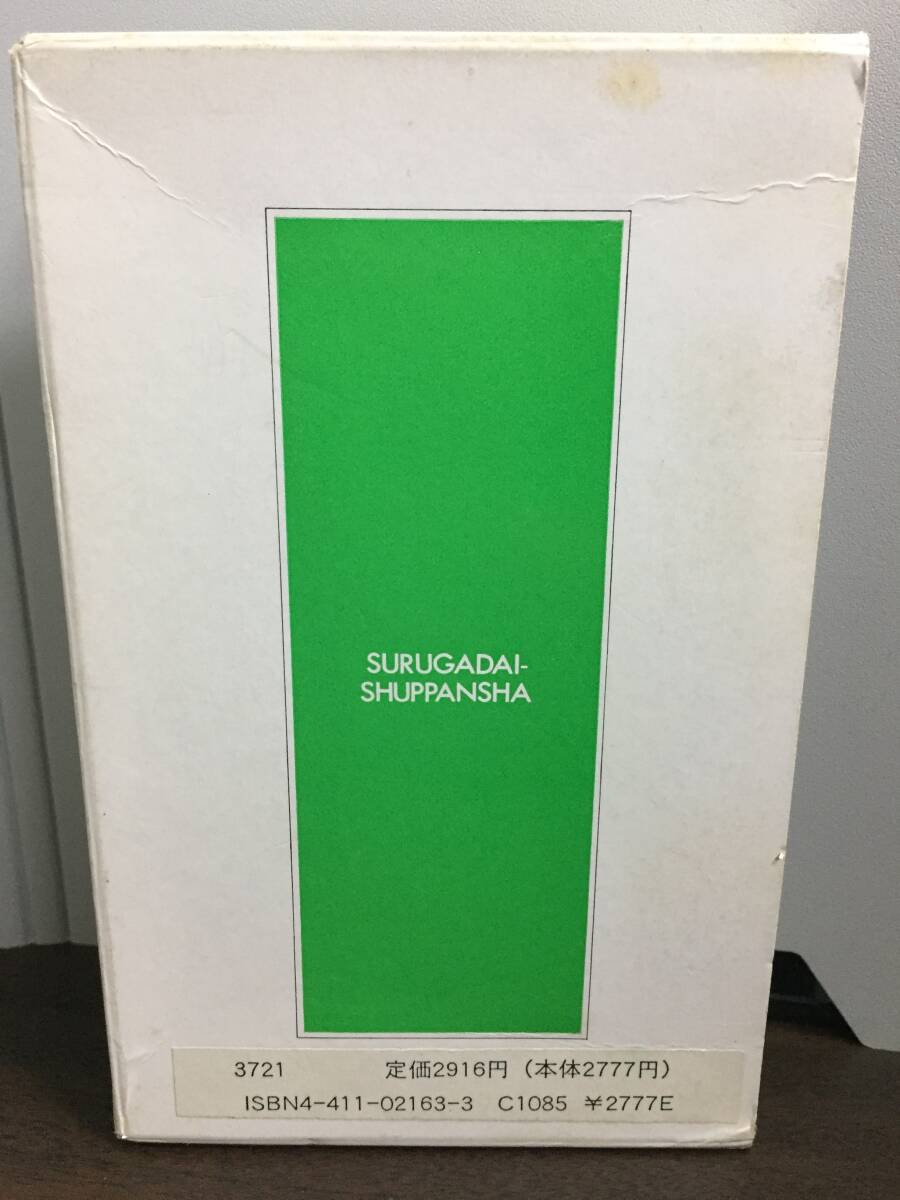 SURUGADAI-
SHUPPANSHA
3721 定価2916円（本体2777円）
ISBN4-411-02163-3 C1085 ¥2777E